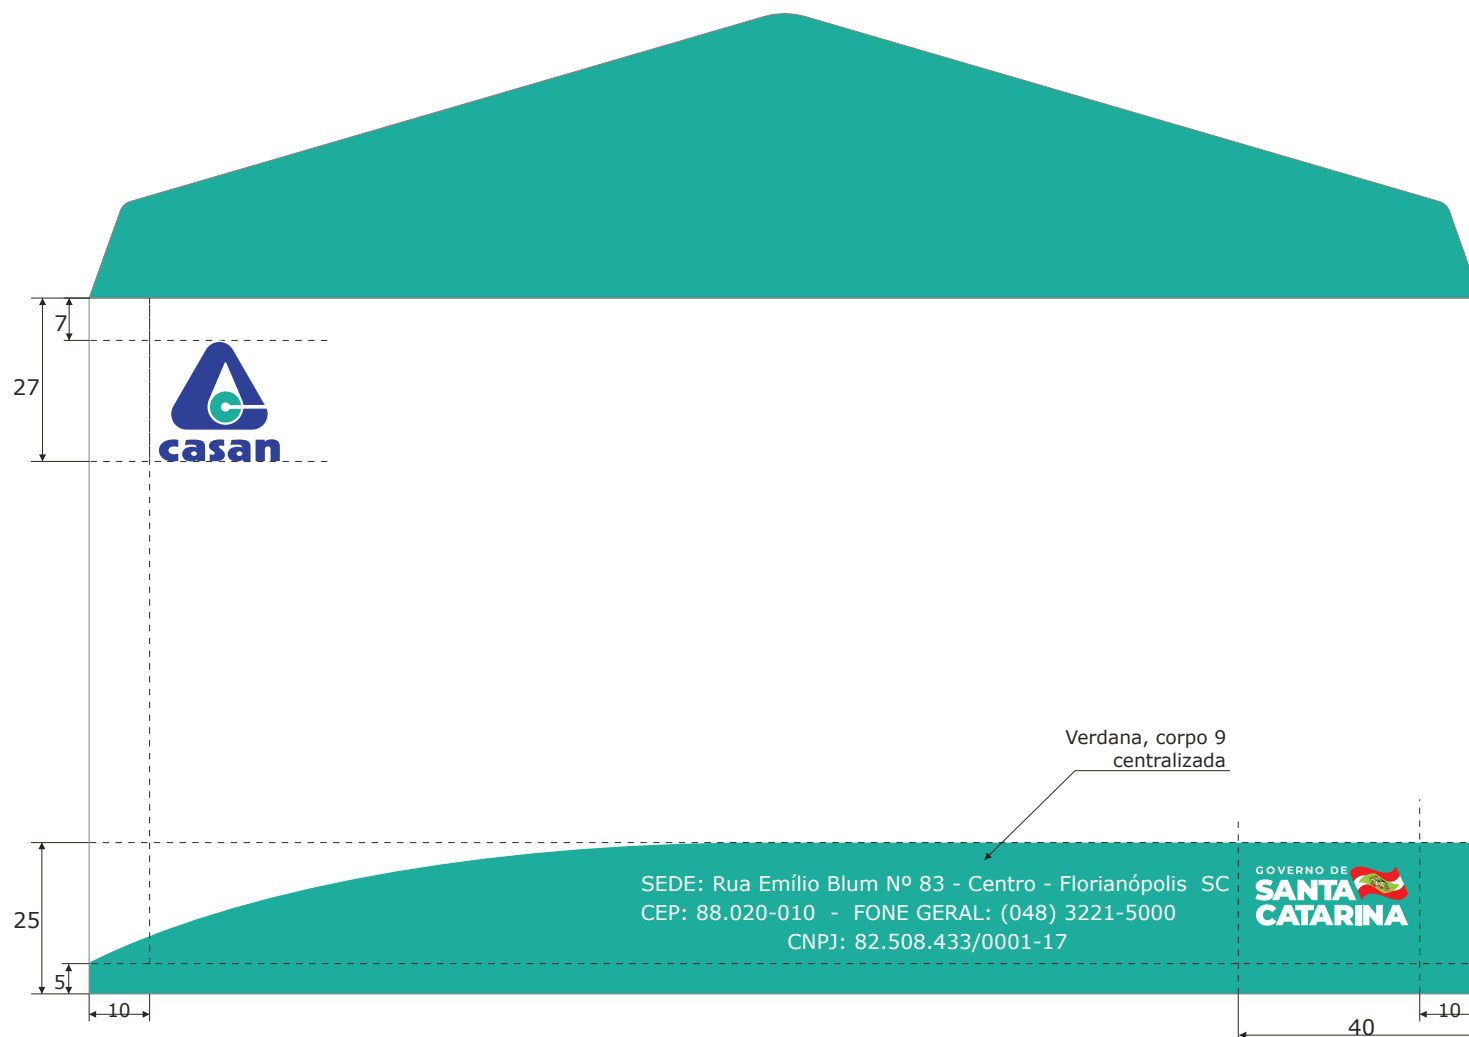 7
27
casan
Verdana, corpo 9
centralizada
SEDE: Rua Emílio Blum Nº 83 - Centro - Florianópolis  SC
CEP: 88.020-010  -  FONE GERAL: (048) 3221-5000
CNPJ: 82.508.433/0001-17
GOVERNO DE
SANTA
CATARINA
25
5
10
10
40